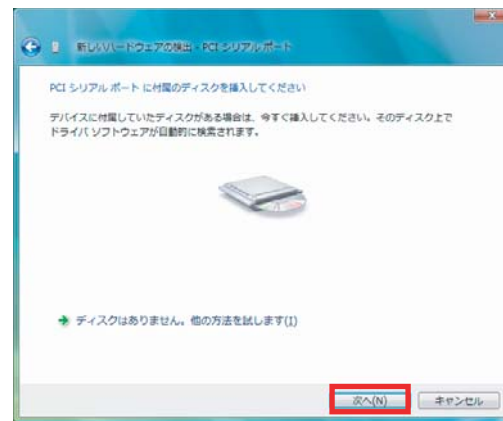 新しいハードウェアの検出 - PCI シリアル ポート
PCI シリアル ポート に付属のディスクを挿入してください
デバイスに付属していたディスクがある場合は、今すぐ挿入してください。そのディスク上で
ドライバ ソフトウェアが自動的に検索されます。
ディスクはありません。他の方法を試します(I)
次へ(N)
キャンセル